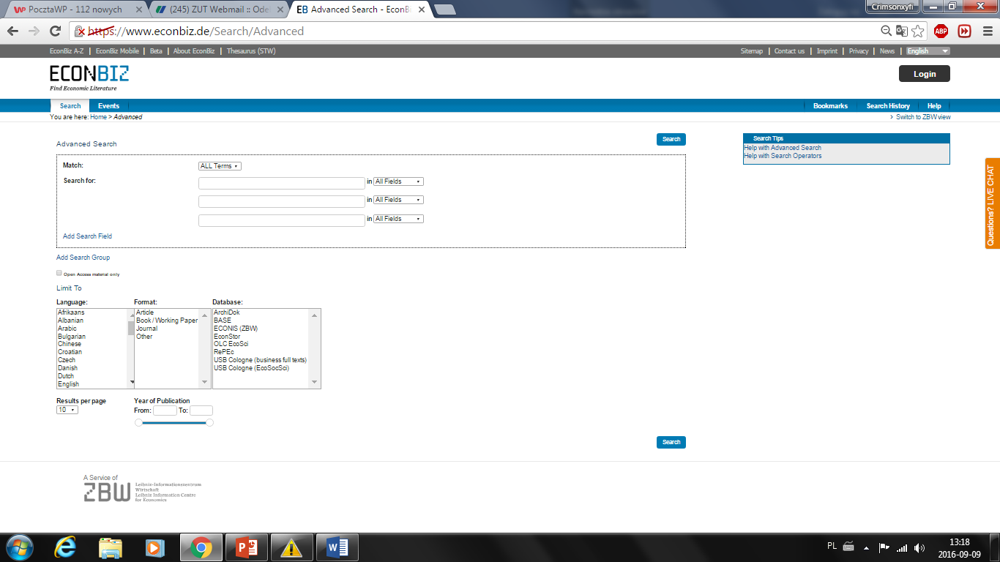 PocztaWP - 112 nowych
(245) ZUT Webmail :: Ode
Advanced Search - EconB
Crimsonxyfi
https://www.econbiz.de/Search/Advanced
ABP
EconBiz A-Z | EconBiz Mobile | Beta | About EconBiz | Thesaurus (STW)
Sitemap | Contact us | Imprint | Privacy | News | English
ECONBIZ
Find Economic Literature
Login
Search Events
Bookmarks Search History Help
You are here: Home > Advanced
> Switch to ZBW view
Advanced Search
Search
Search Tips
Help with Advanced Search
Help with Search Operators
Match:
ALL Terms
Search for:
in All Fields
in All Fields
in All Fields
Add Search Field
Questions? LIVE CHAT
Add Search Group
Open Access material only
Limit To
Language:
Afrikaans
Albanian
Arabic
Bulgarian
Chinese
Croatian
Czech
Danish
Dutch
English
Format:
Article
Book / Working Paper
Journal
Other
Database:
ArchiDok
BASE
ECONIS (ZBW)
EconStor
OLC EcoSci
RePEc
USB Cologne (business full texts)
USB Cologne (EcoSocSci)
Results per page
10
Year of Publication
From: To:
Search
A Service of
ZBW
Leibniz-Informationszentrum
Wirtschaft
Leibniz Information Centre
for Economics
PL
13:18
2016-09-09